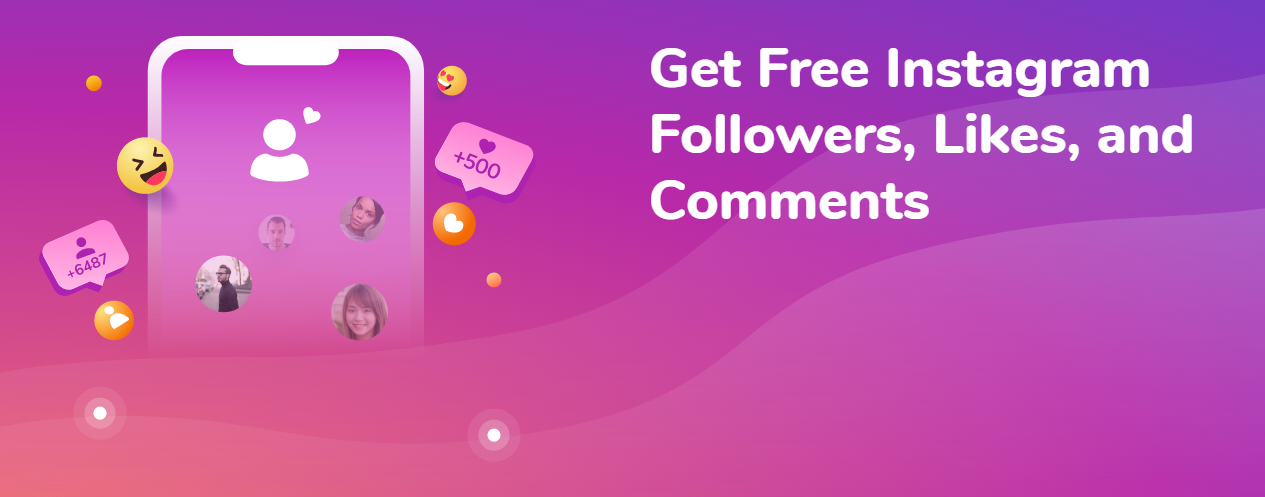 Get Free Instagram
Followers, Likes, and
Comments
+500
+6487